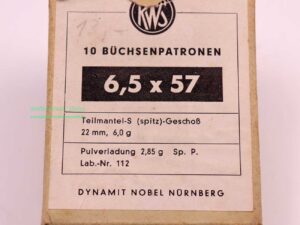 RWS
10 BÜCHSENPATRONEN
6,5 x 57
Teilmantel-S (spitz)-Geschoß
22 mm, 6,0 g
Pulverladung 2,85 g Sp. P.
Lab.-Nr. 112
DYNAMIT NOBEL NÜRNBERG